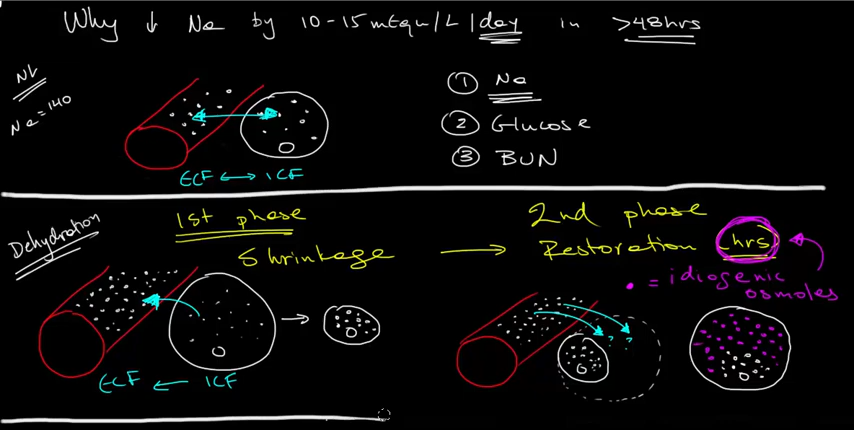 Why ↓ Na by 10-15 mEqu/L/day in >48hrs
Nl
Na=140
① Na
② Glucose
③ BUN
ECF ↔ ICF
Dehydration
1st phase
Shrinkage
→
2nd phase
Restoration hrs
• = idiogenic
osmoles
ECF ← ICF